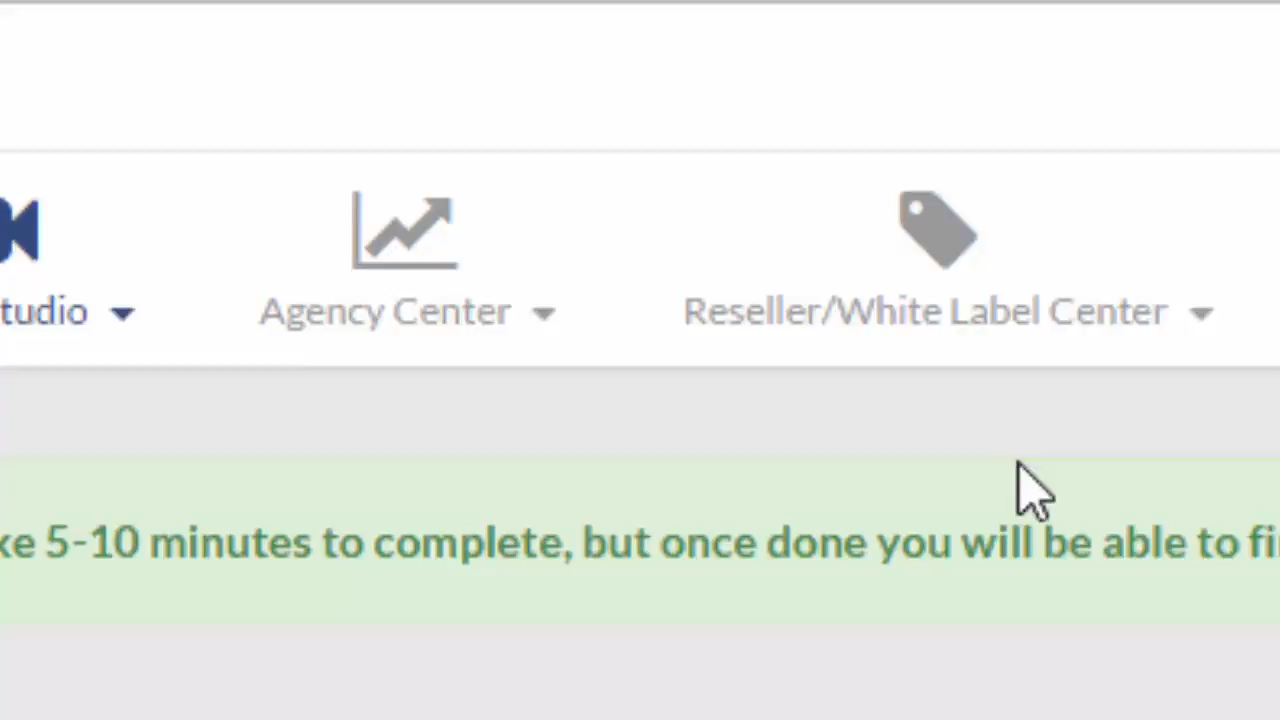 tudio Agency Center Reseller/White Label Center
ke 5-10 minutes to complete, but once done you will be able to fi